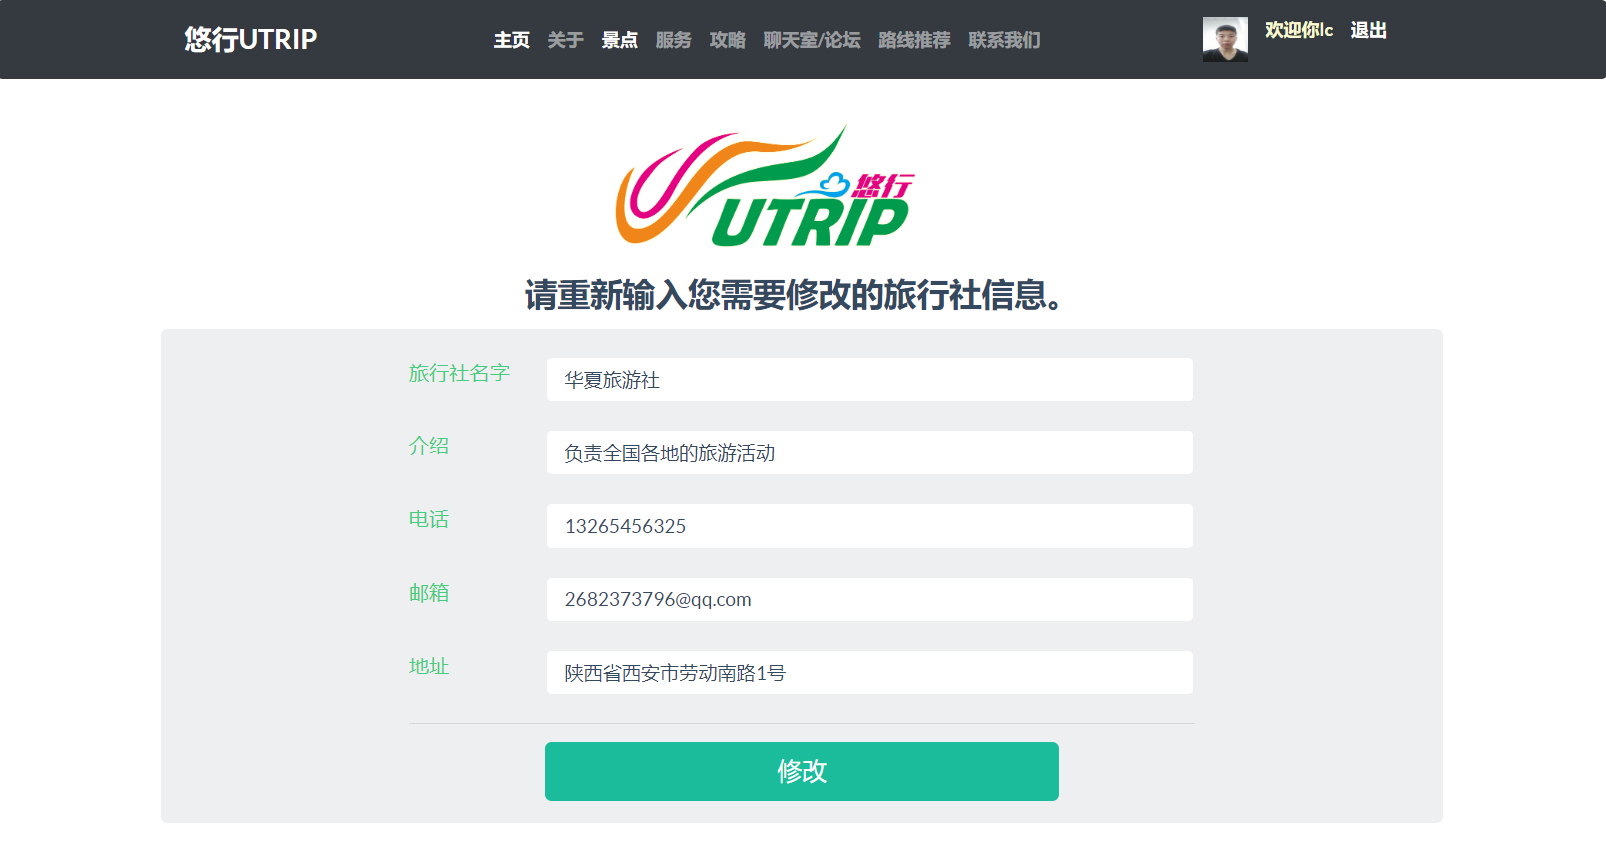 悠行UTRIP
主页 关于 景点 服务 攻略 聊天室/论坛 路线推荐 联系我们
欢迎你lc 退出
悠行
UTRIP
请重新输入您需要修改的旅行社信息。
旅行社名字 华夏旅游社
介绍 负责全国各地的旅游活动
电话 13265456325
邮箱 2682373796@qq.com
地址 陕西省西安市劳动南路1号
修改